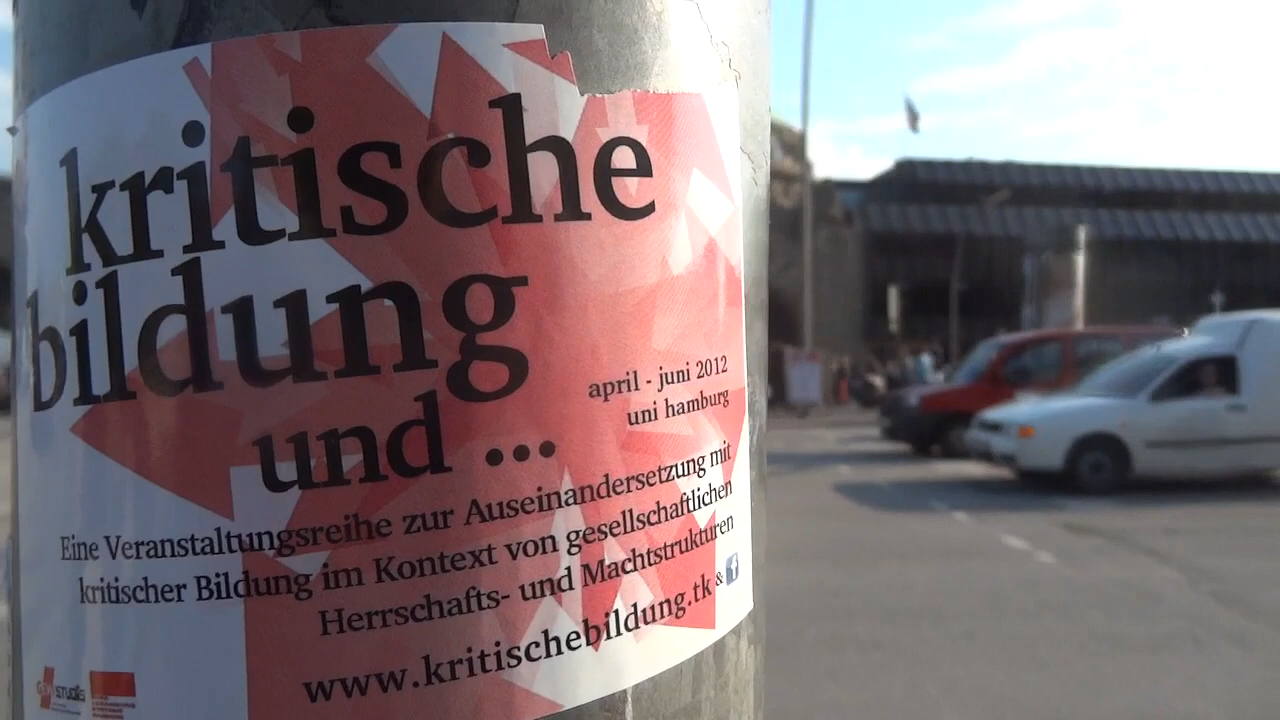 kritische
bildung
und ...
april - juni 2012
uni hamburg
Eine Veranstaltungsreihe zur Auseinandersetzung mit
kritischer Bildung im Kontext von gesellschaftlichen
Herrschafts- und Machtstrukturen
www.kritischebildung.tk & f
STUDIS